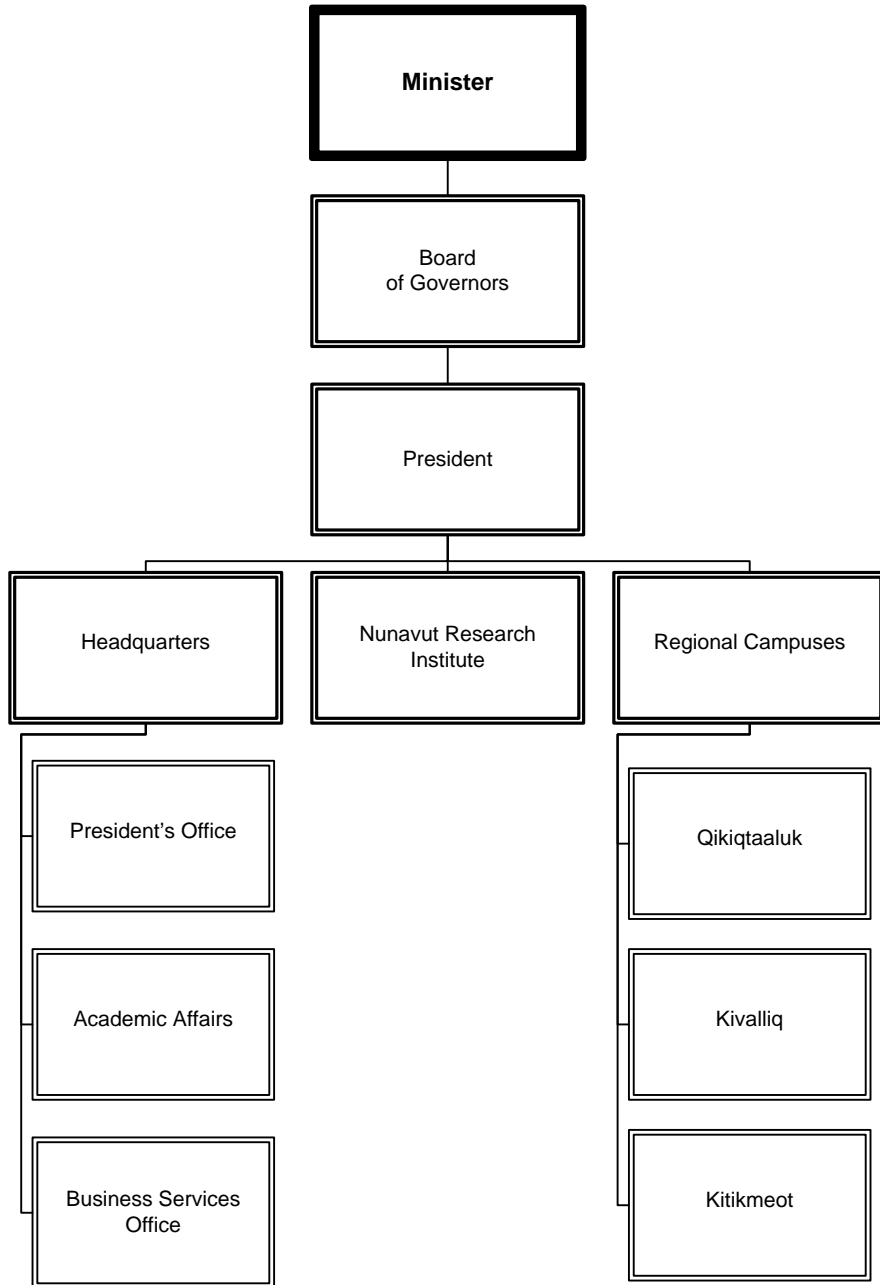 Minister
Board
of Governors
President
Headquarters
Nunavut Research
Institute
Regional Campuses
President’s Office
Qikiqtaaluk
Academic Affairs
Kivalliq
Business Services
Office
Kitikmeot